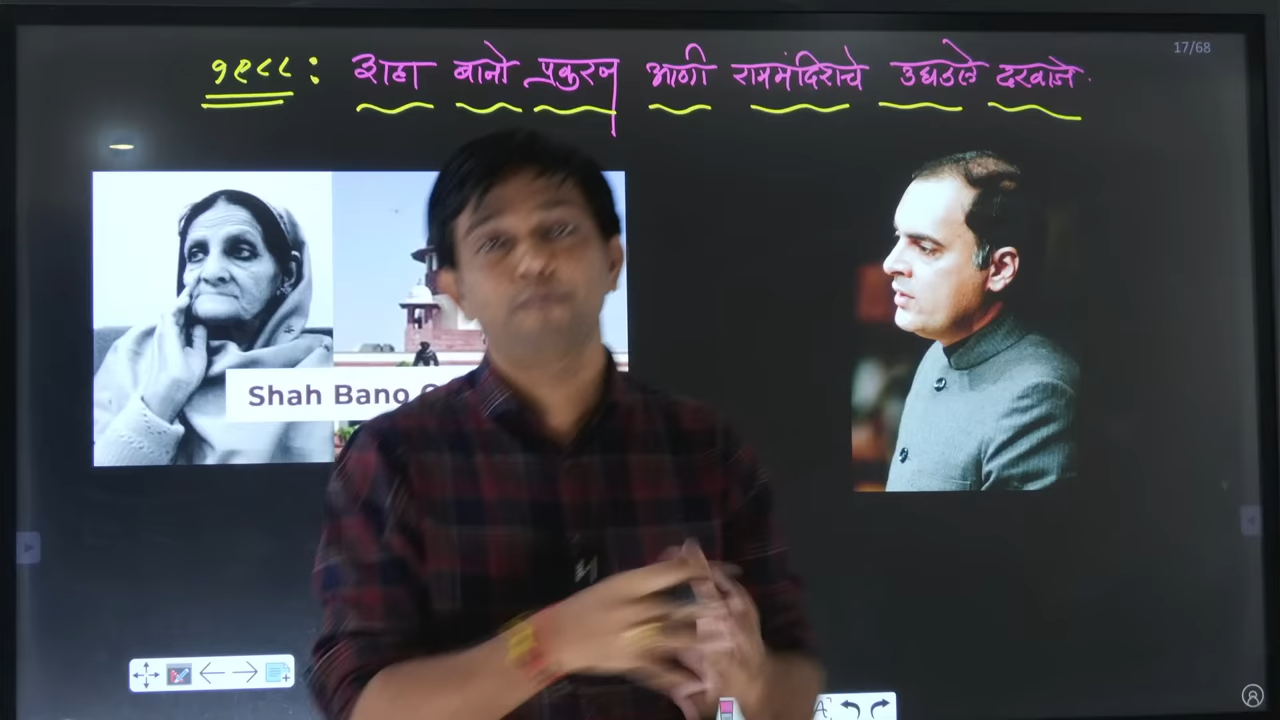 १९८८ : शहा बानो प्रकरण आणी राममंदिराचे उघडले दरवाजे
17/68
Shah Bano